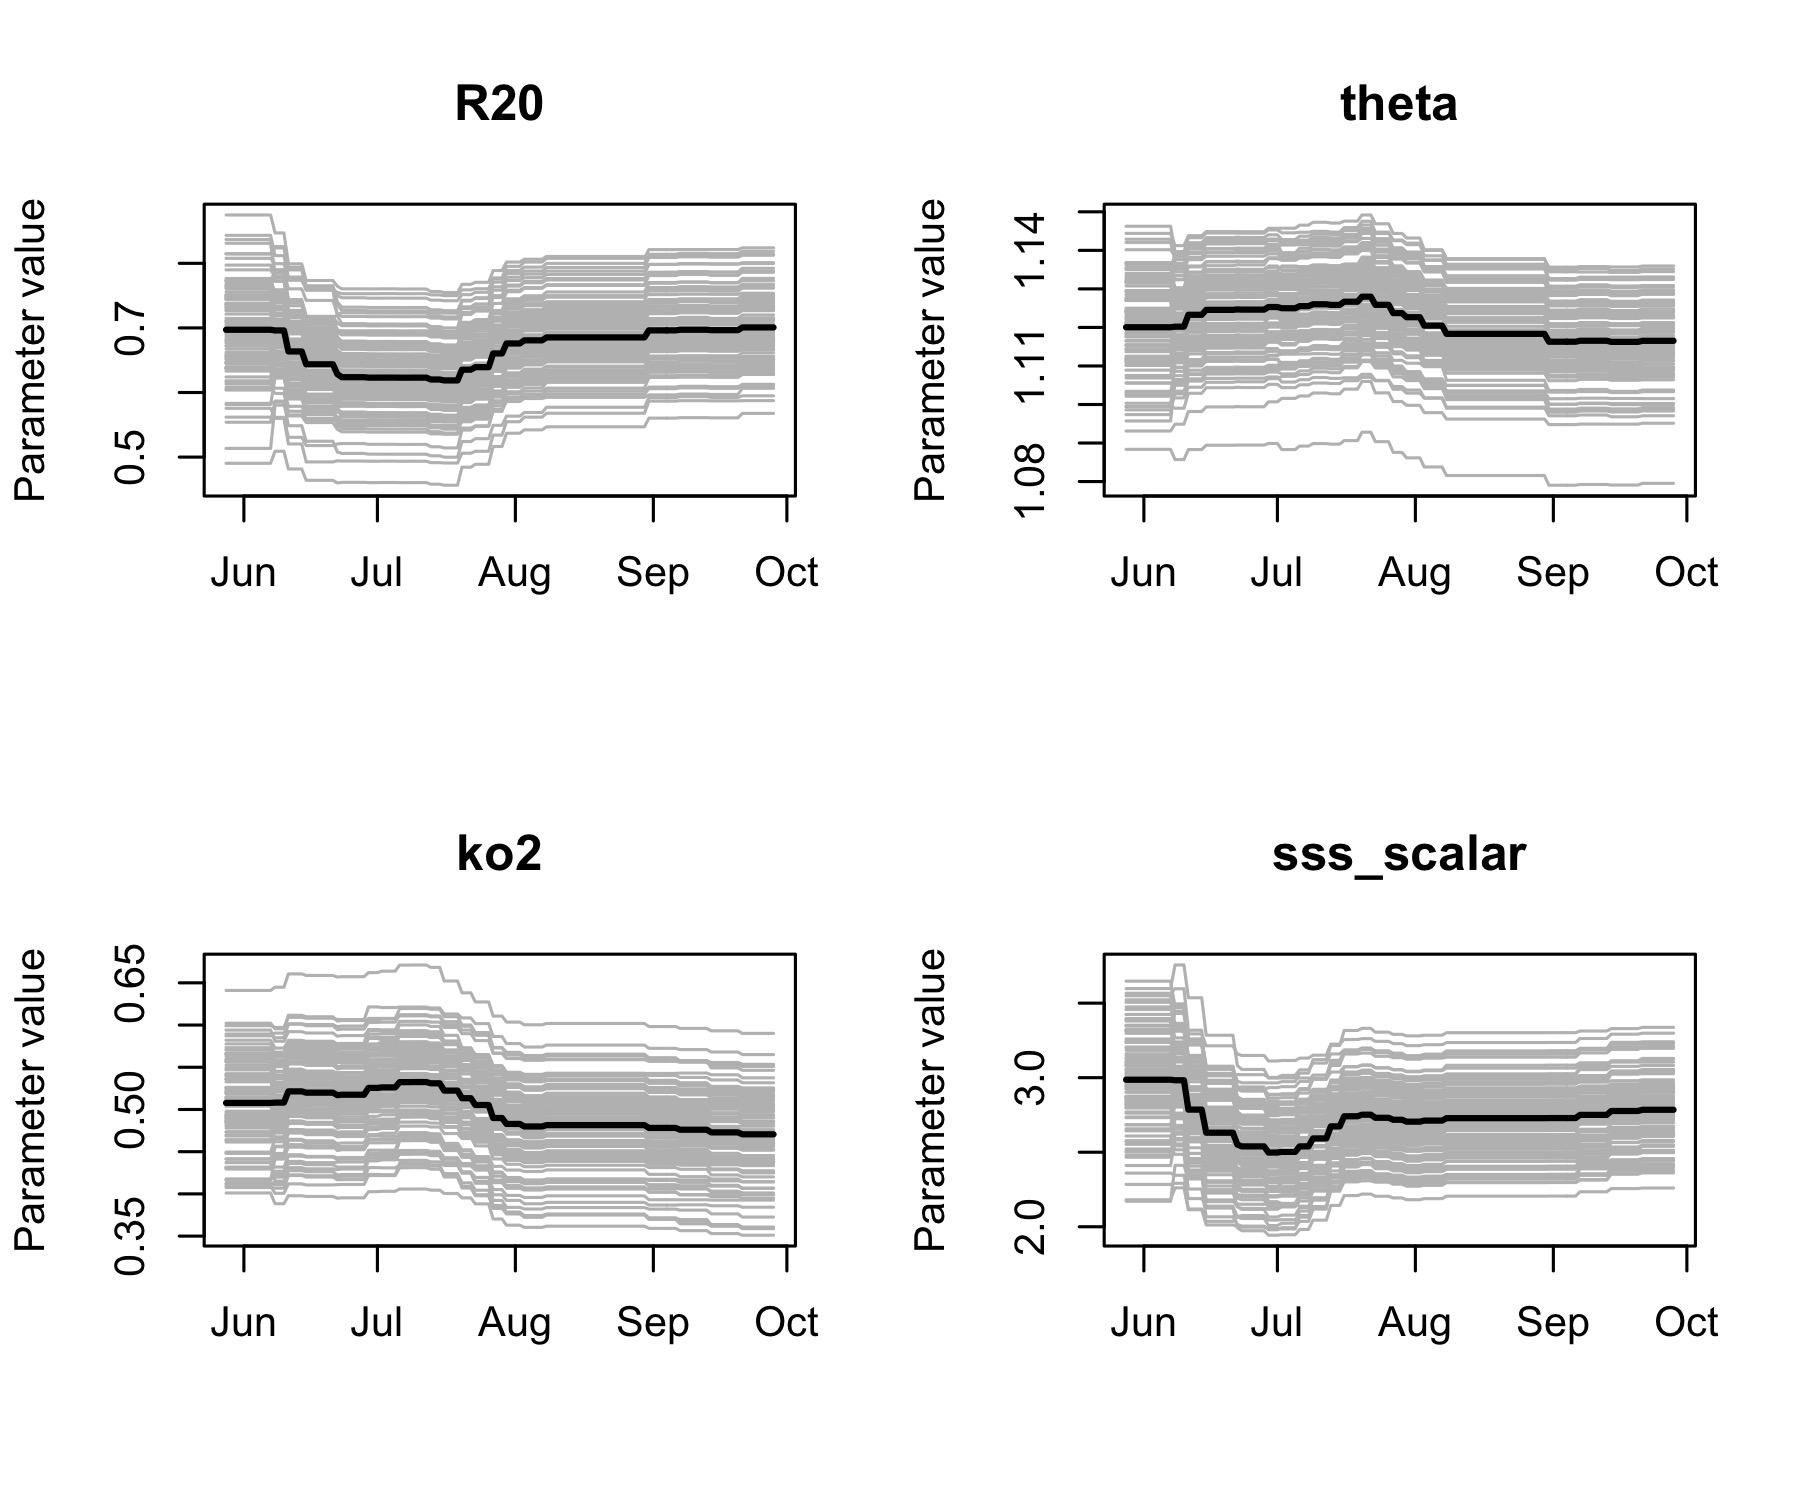 R20
Parameter value
0.5
0.7
Jun Jul Aug Sep Oct
theta
Parameter value
1.08
1.11
1.14
Jun Jul Aug Sep Oct
ko2
Parameter value
0.35
0.50
0.65
Jun Jul Aug Sep Oct
sss_scalar
Parameter value
2.0
3.0
Jun Jul Aug Sep Oct